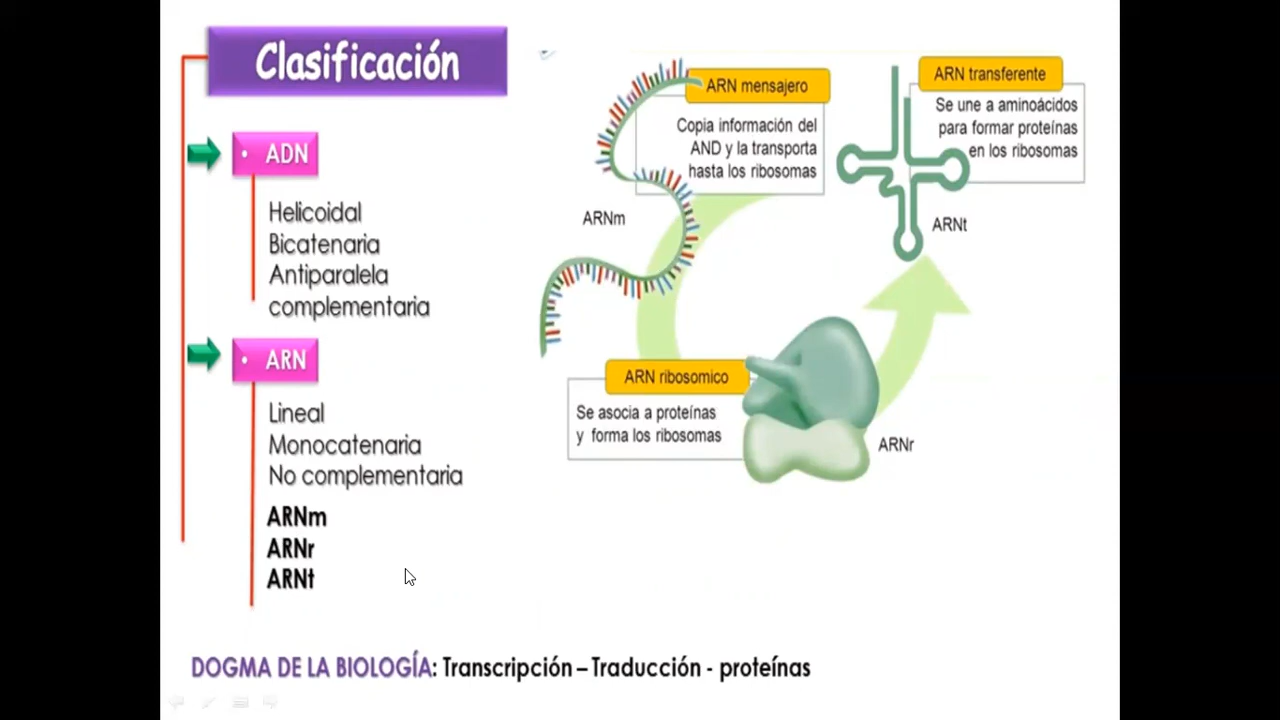 Clasificación
• ADN
Helicoidal
Bicatenaria
Antiparalela
complementaria
• ARN
Lineal
Monocatenaria
No complementaria
ARNm
ARNr
ARNt
ARN mensajero
Copia información del
AND y la transporta
hasta los ribosomas
ARNm
ARN transferente
Se une a aminoácidos
para formar proteínas
en los ribosomas
ARNt
ARN ribosomico
Se asocia a proteínas
y forma los ribosomas
ARNr
DOGMA DE LA BIOLOGÍA: Transcripción – Traducción - proteínas